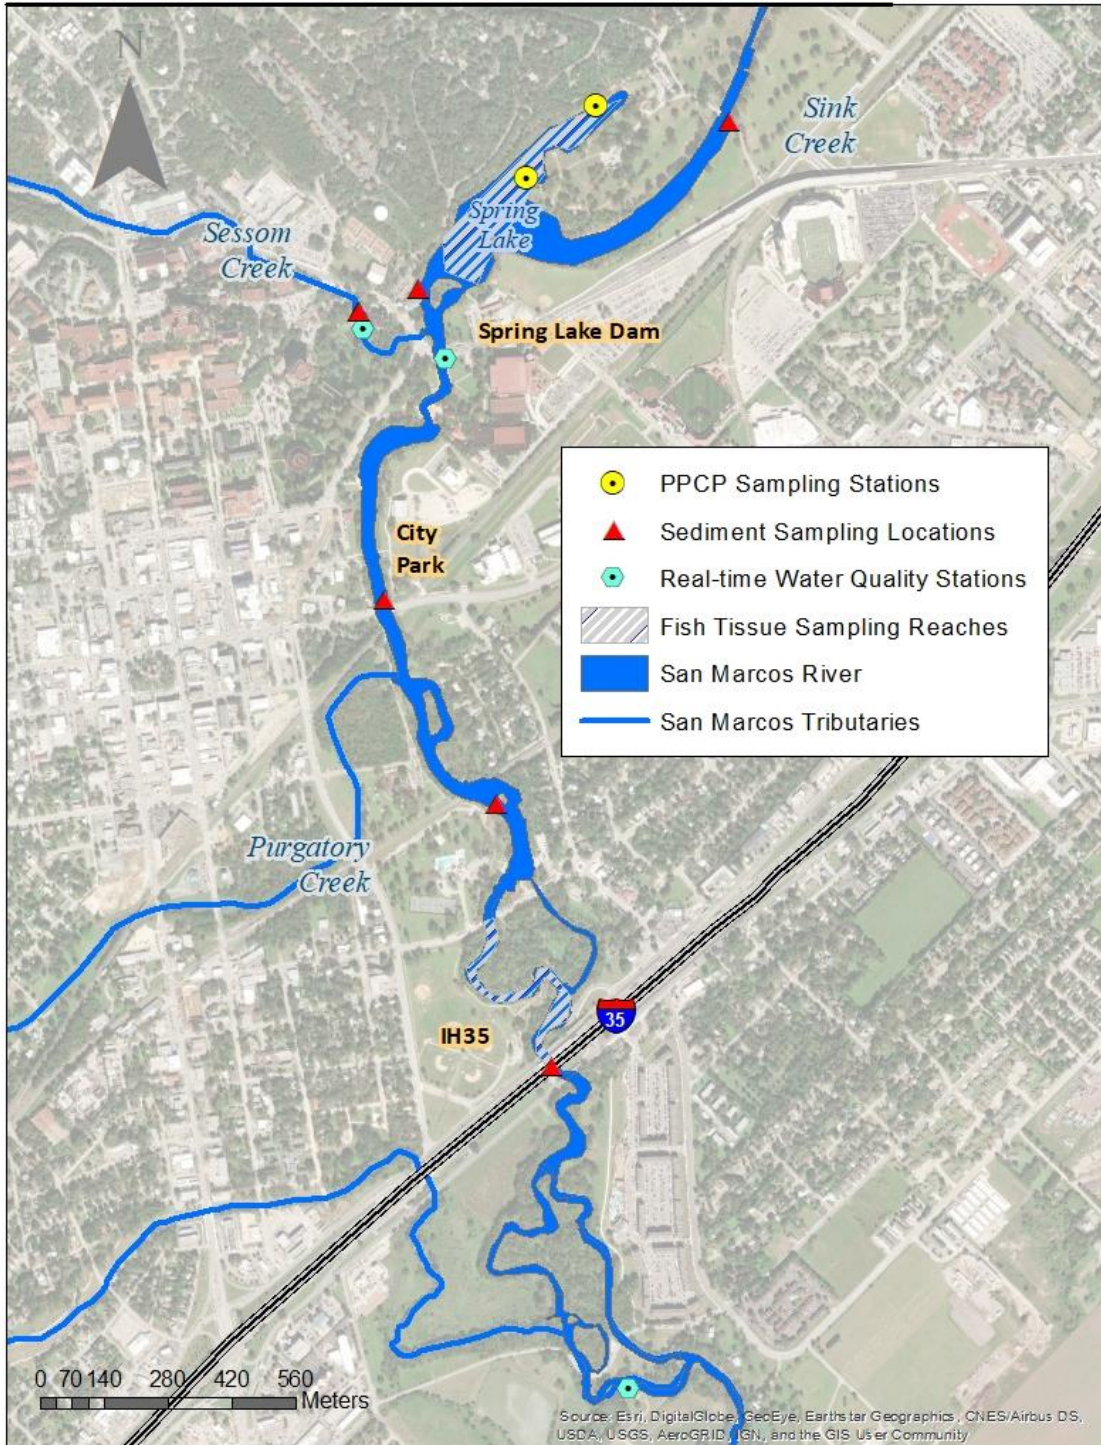 N
Sink
Creek
Spring
Lake
Sessom
Creek
Spring Lake Dam
PPCP Sampling Stations
Sediment Sampling Locations
Real-time Water Quality Stations
Fish Tissue Sampling Reaches
San Marcos River
San Marcos Tributaries
City
Park
Purgatory
Creek
35
IH35
0 70 140 280 420 560
Meters
Source: Esri, DigitalGlobe, GeoEye, Earthstar Geographics, CNES/Airbus DS,
USDA, USGS, AeroGRID, IGN, and the GIS User Community